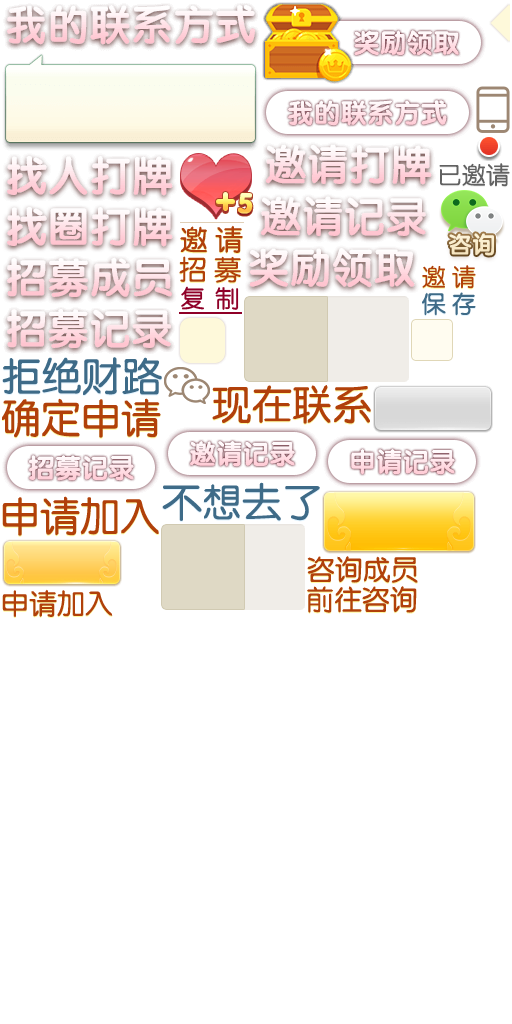 我的联系方式
奖励领取
我的联系方式
找人打牌
+5
邀请打牌
已邀请
找圈打牌
邀请
招募
复制
邀请记录
咨询
招募成员
奖励领取
邀请
保存
招募记录
拒绝财路
确定申请
现在联系
招募记录
邀请记录
申请记录
申请加入
不想去了
申请加入
咨询成员
前往咨询